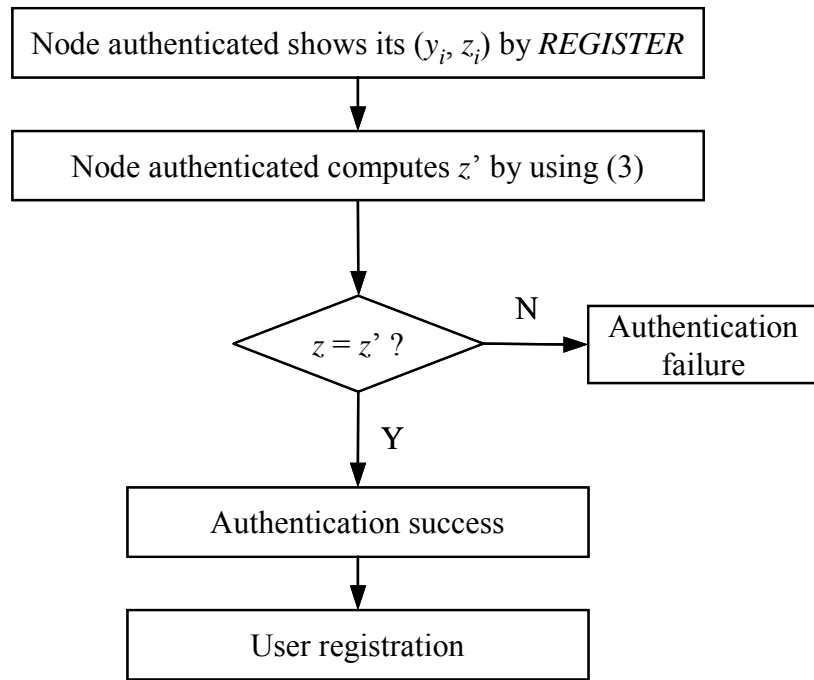 Node authenticated shows its (yᵢ, zᵢ) by REGISTER
Node authenticated computes z’ by using (3)
z = z’ ?
N
Authentication
failure
Y
Authentication success
User registration